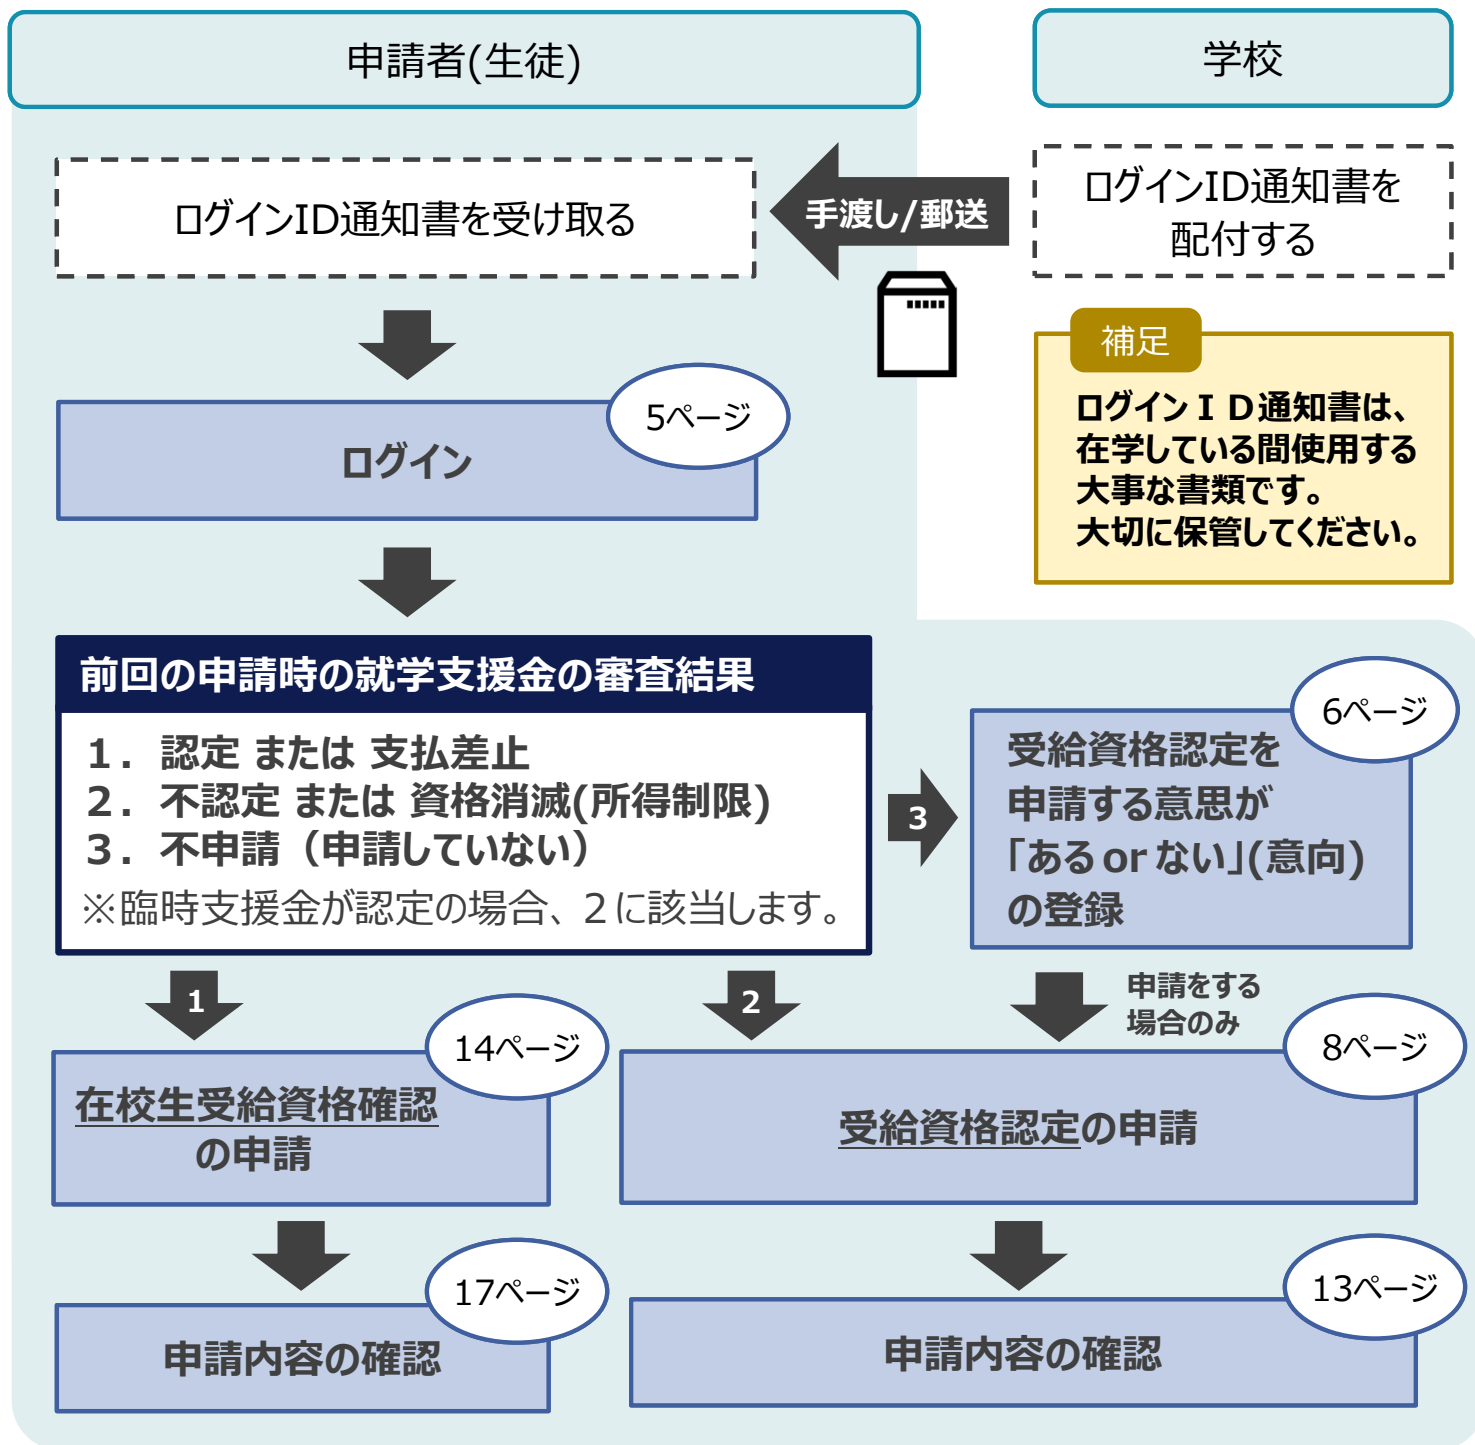 申請者(生徒)
学校
ログインID通知書を受け取る
手渡し/郵送
ログインID通知書を
配付する
補足
ログインＩＤ通知書は、
在学している間使用する
大事な書類です。
大切に保管してください。
5ページ
ログイン
前回の申請時の就学支援金の審査結果
１．認定 または 支払差止
２．不認定 または 資格消滅(所得制限)
３．不申請（申請していない）
※臨時支援金が認定の場合、２に該当します。
3
6ページ
受給資格認定を
申請する意思が
「ある or ない」(意向)
の登録
1
2
申請をする
場合のみ
14ページ
在校生受給資格確認
の申請
8ページ
受給資格認定の申請
17ページ
申請内容の確認
13ページ
申請内容の確認